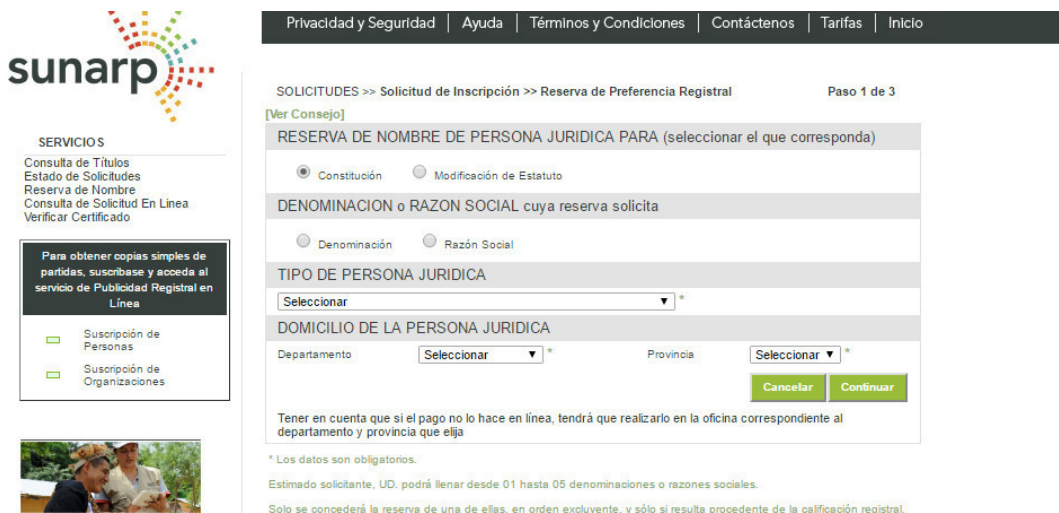 Privacidad y Seguridad | Ayuda | Términos y Condiciones | Contáctenos | Tarifas | Inicio
sunarp
SOLICITUDES >> Solicitud de Inscripción >> Reserva de Preferencia Registral Paso 1 de 3
[Ver Consejo]
RESERVA DE NOMBRE DE PERSONA JURIDICA PARA (seleccionar el que corresponda)
Constitución Modificación de Estatuto
DENOMINACION o RAZON SOCIAL cuya reserva solicita
Denominación Razón Social
TIPO DE PERSONA JURIDICA
Seleccionar *
DOMICILIO DE LA PERSONA JURIDICA
Departamento Seleccionar * Provincia Seleccionar *
Cancelar Continuar
Tener en cuenta que si el pago no lo hace en línea, tendrá que realizarlo en la oficina correspondiente al
departamento y provincia que elija
* Los datos son obligatorios.
Estimado solicitante, UD. podrá llenar desde 01 hasta 05 denominaciones o razones sociales.
Solo se concederá la reserva de una de ellas, en orden excluyente, y sólo si resulta procedente de la calificación registral.
SERVICIOS
Consulta de Títulos
Estado de Solicitudes
Reserva de Nombre
Consulta de Solicitud En Linea
Verificar Certificado
Para obtener copias simples de
partidas, suscribase y acceda al
servicio de Publicidad Registral en
Línea
Suscripción de
Personas
Suscripción de
Organizaciones